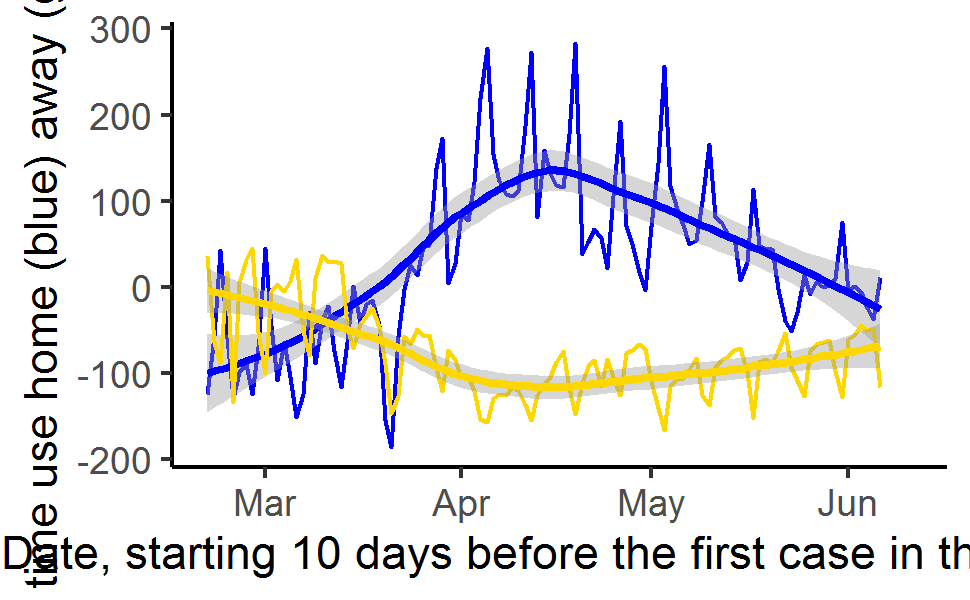 time use home (blue) away (
300
200
100
0
-100
-200
Mar Apr May Jun
Date, starting 10 days before the first case in th